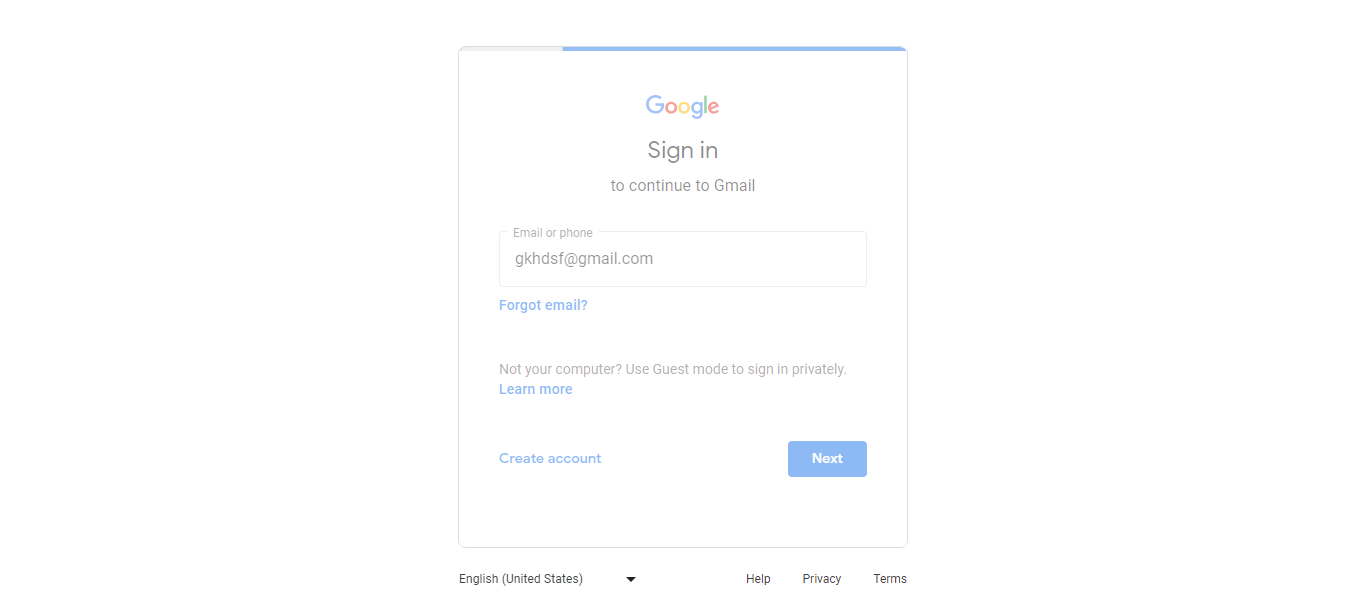 Google
Sign in
to continue to Gmail
Email or phone
gkhdsf@gmail.com
Forgot email?
Not your computer? Use Guest mode to sign in privately.
Learn more
Create account
Next
English (United States)
Help
Privacy
Terms